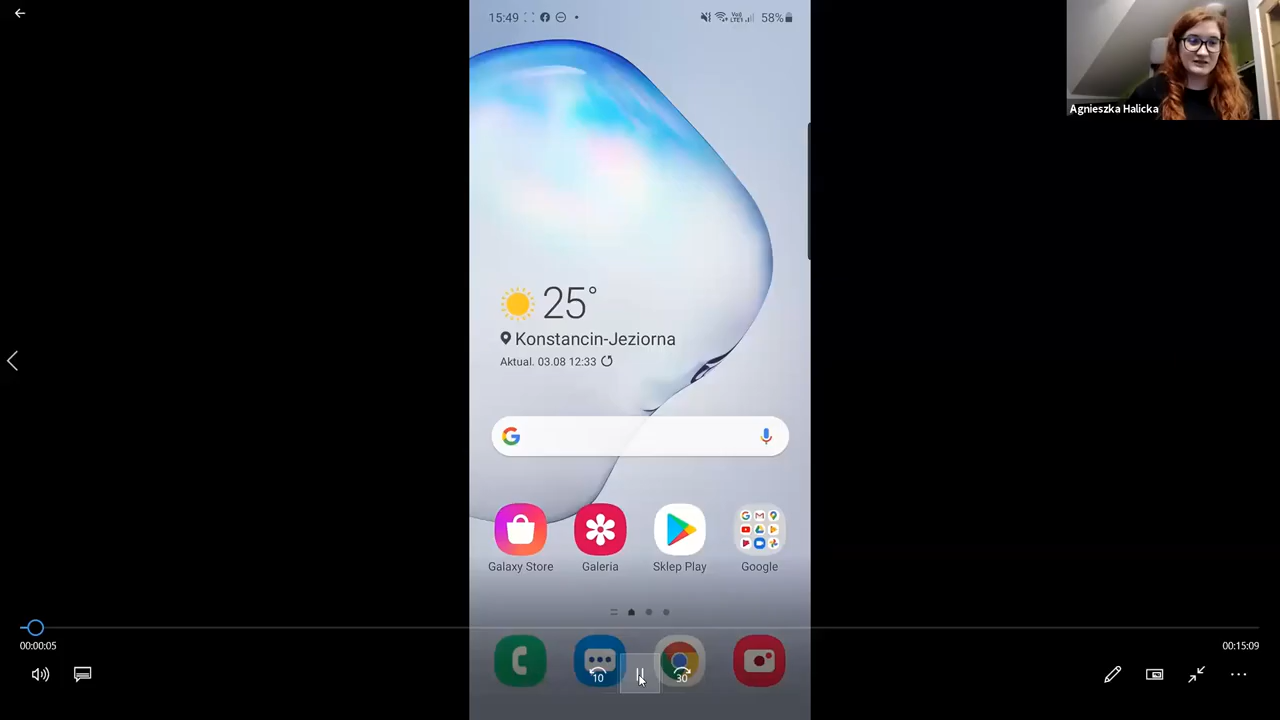 15:49
58%
Agnieszka Halicka
25°
Konstancin-Jeziorna
Aktual. 03.08 12:33
G
Galaxy Store
Galeria
Sklep Play
Google
00:00:05
00:15:09
10
30